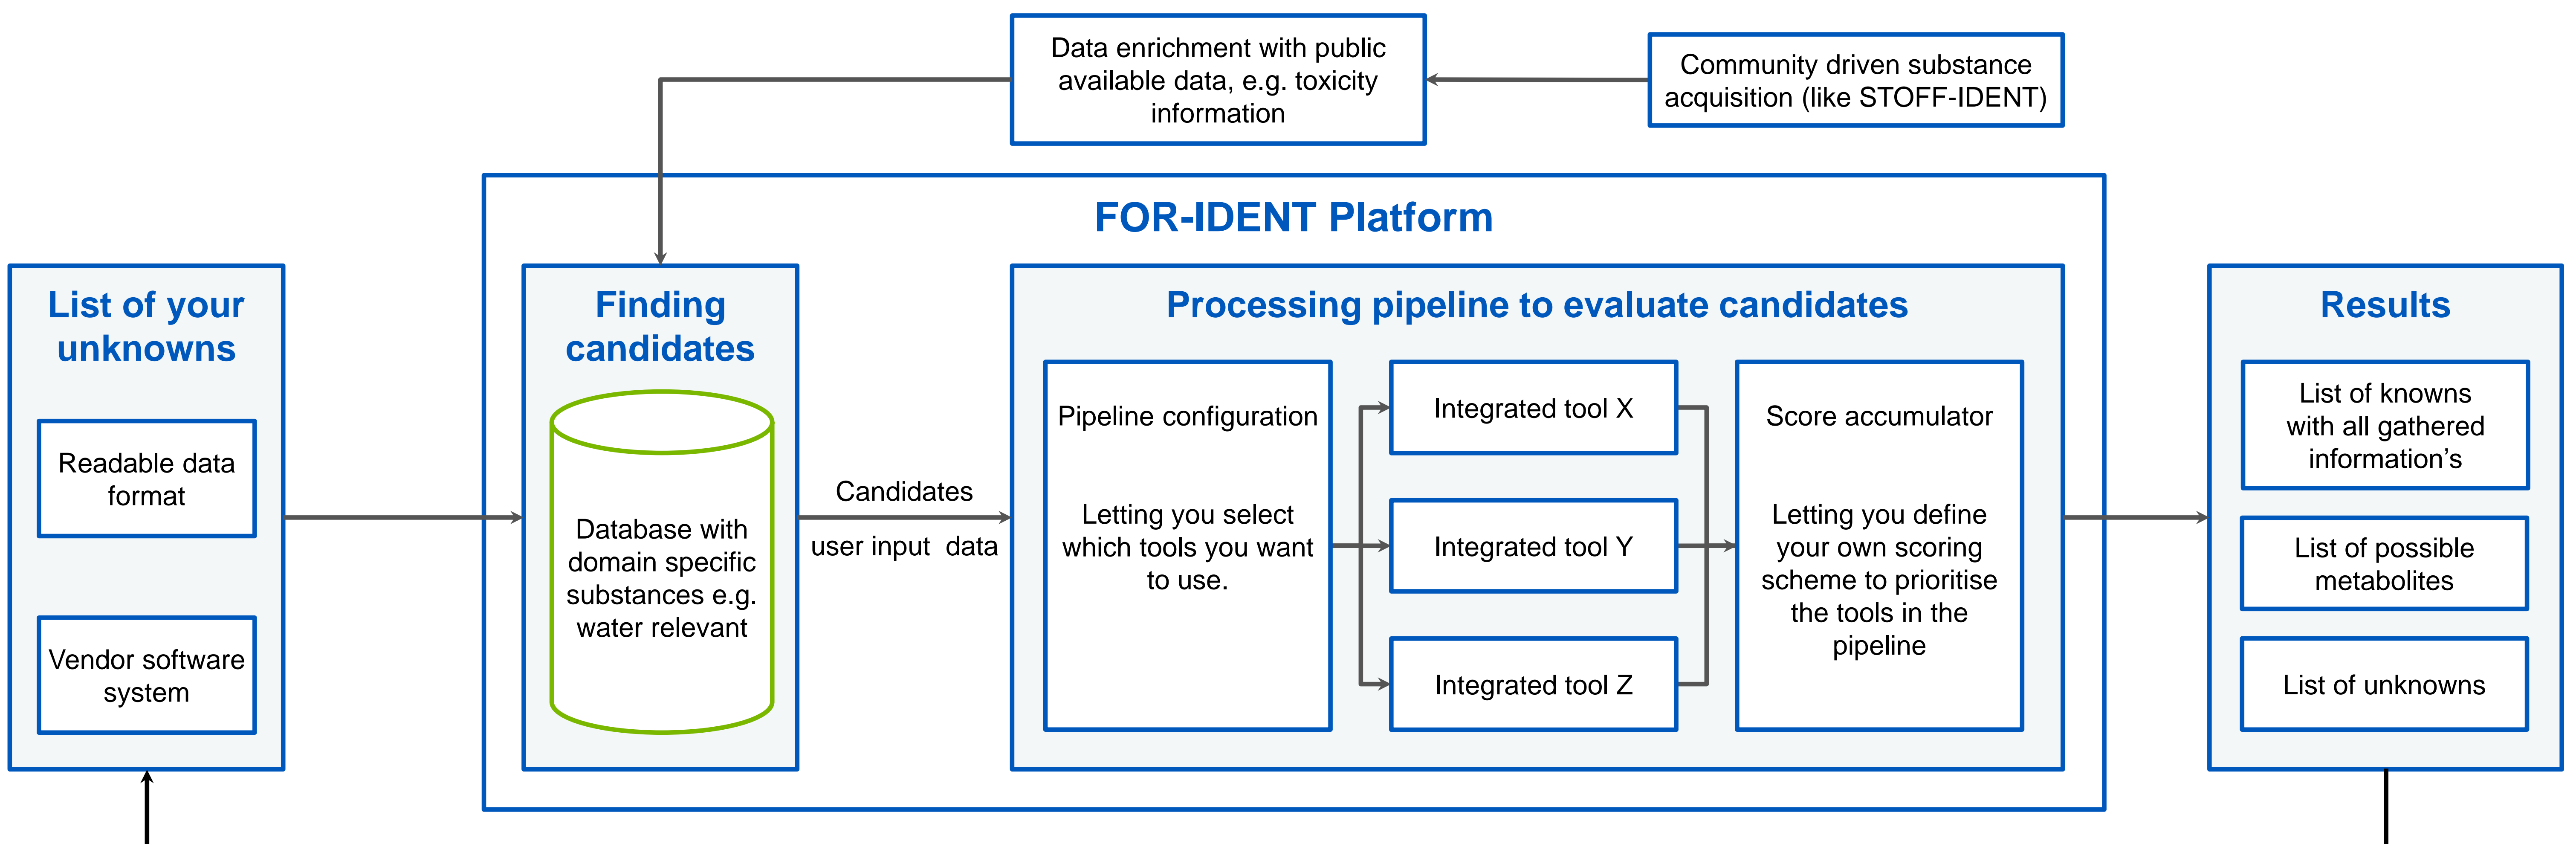 Data enrichment with public
available data, e.g. toxicity
information
Community driven substance
acquisition (like STOFF-IDENT)
FOR-IDENT Platform
List of your
unknowns
Readable data
format
Vendor software
system
Finding
candidates
Database with
domain specific
substances e.g.
water relevant
Candidates
user input data
Processing pipeline to evaluate candidates
Pipeline configuration
Letting you select
which tools you want
to use.
Integrated tool X
Integrated tool Y
Integrated tool Z
Score accumulator
Letting you define
your own scoring
scheme to prioritise
the tools in the
pipeline
Results
List of knowns
with all gathered
information’s
List of possible
metabolites
List of unknowns